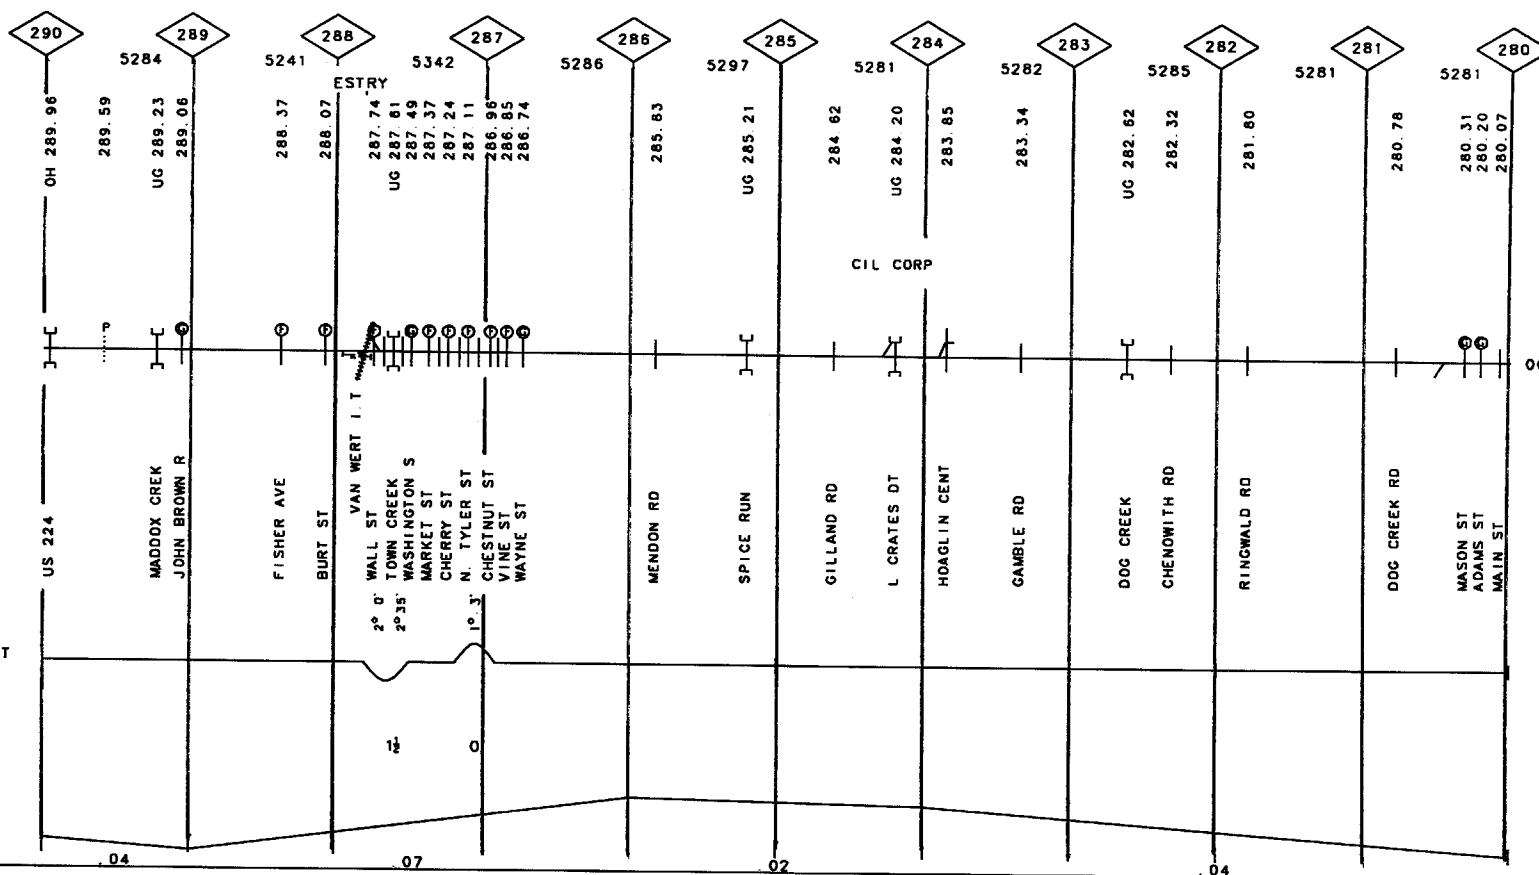 290 289 288 287 286 285 284 283 282 281 280
5284 5241 5342 5286 5297 5281 5282 5285 5281 5281
ESTRY
OH 289.96
289.59
UG 289.23
289.06
288.37
288.07
287.74
UG 287.61
287.49
287.37
287.24
287.11
286.96
286.85
286.74
285.83
UG 285.21
284.62
UG 284.20
283.85
283.34
UG 282.62
282.32
281.80
280.78
280.31
280.20
280.07
CIL CORP
P
G F F F G F F F F F G G G
US 224
MADDOX CREK
JOHN BROWN R
FISHER AVE
BURT ST
VAN WERT I.T
WALL ST
TOWN CREEK
WASHINGTON S
MARKET ST
CHERRY ST
N. TYLER ST
CHESTNUT ST
VINE ST
WAYNE ST
MENDON RD
SPICE RUN
GILLAND RD
L CRATES DT
HOAGLIN CENT
GAMBLE RD
DOG CREEK
CHENOWITH RD
RINGWALD RD
DOG CREEK RD
MASON ST
ADAMS ST
MAIN ST
2° 0'
2°35'
1°.3'
T
1½ 0
.04 .07 .02 .04